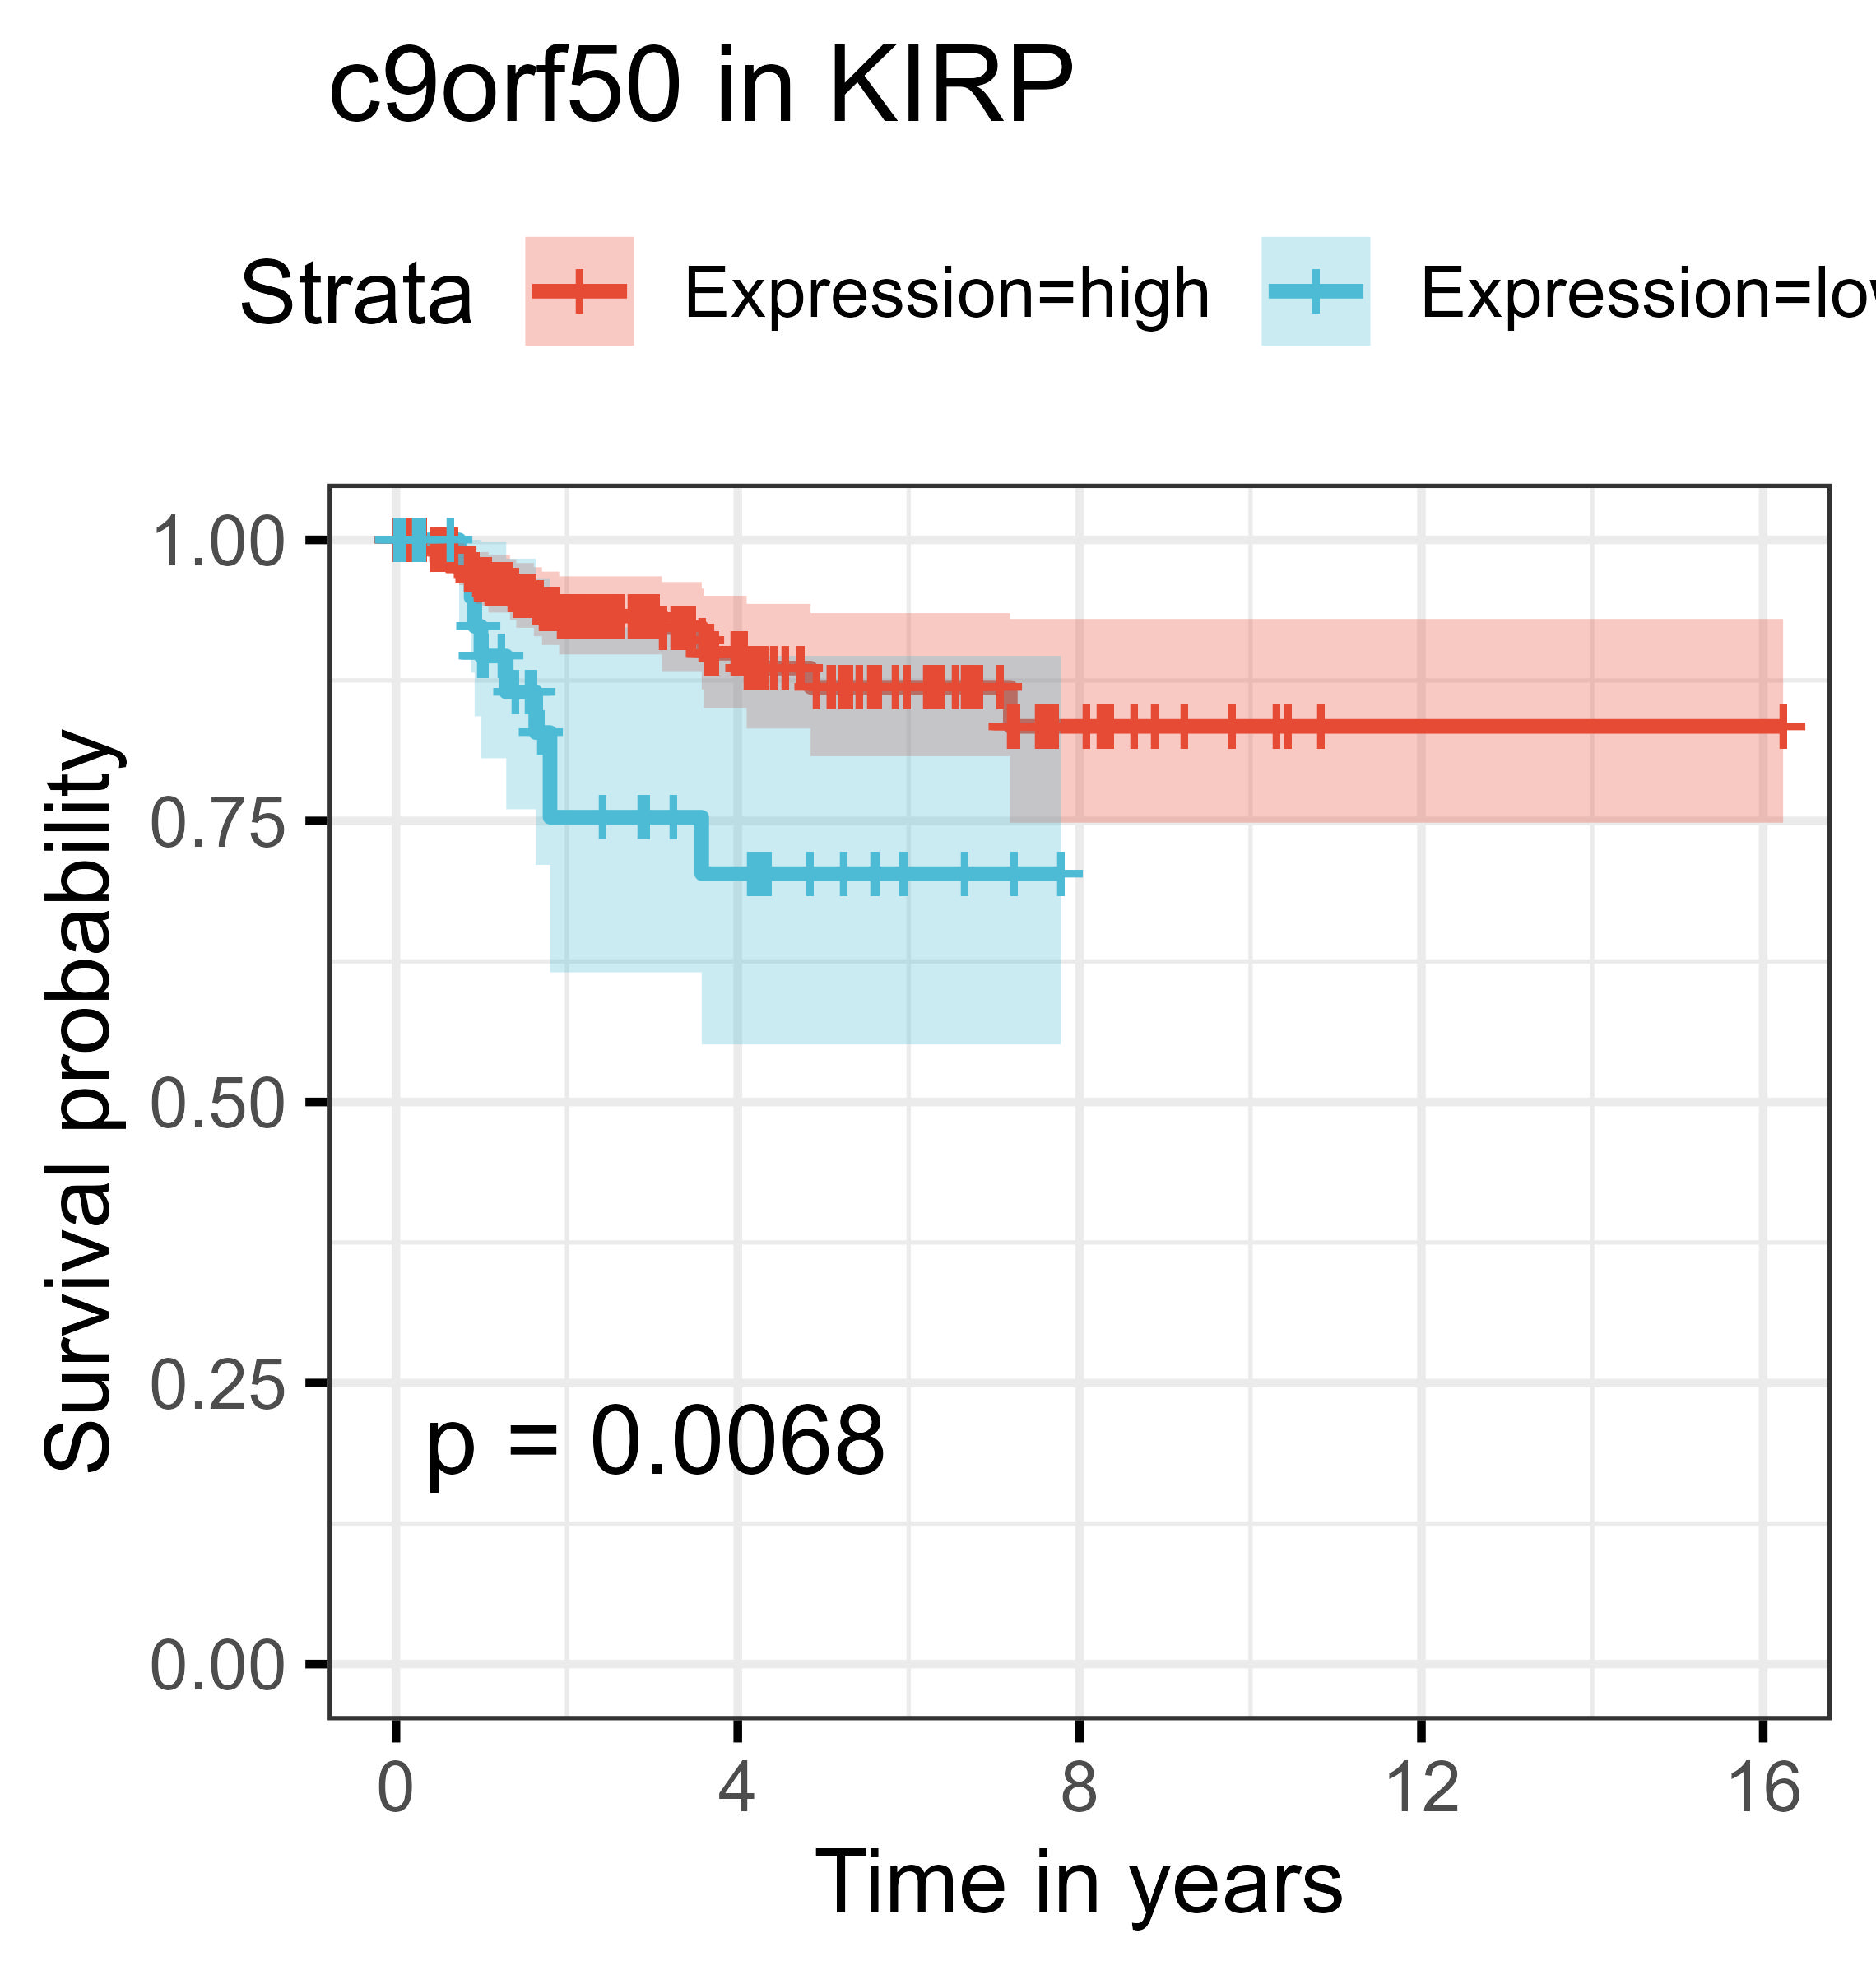 c9orf50 in KIRP
Strata Expression=high Expression=lov
Survival probability
1.00
0.75
0.50
0.25
0.00
p = 0.0068
0 4 8 12 16
Time in years